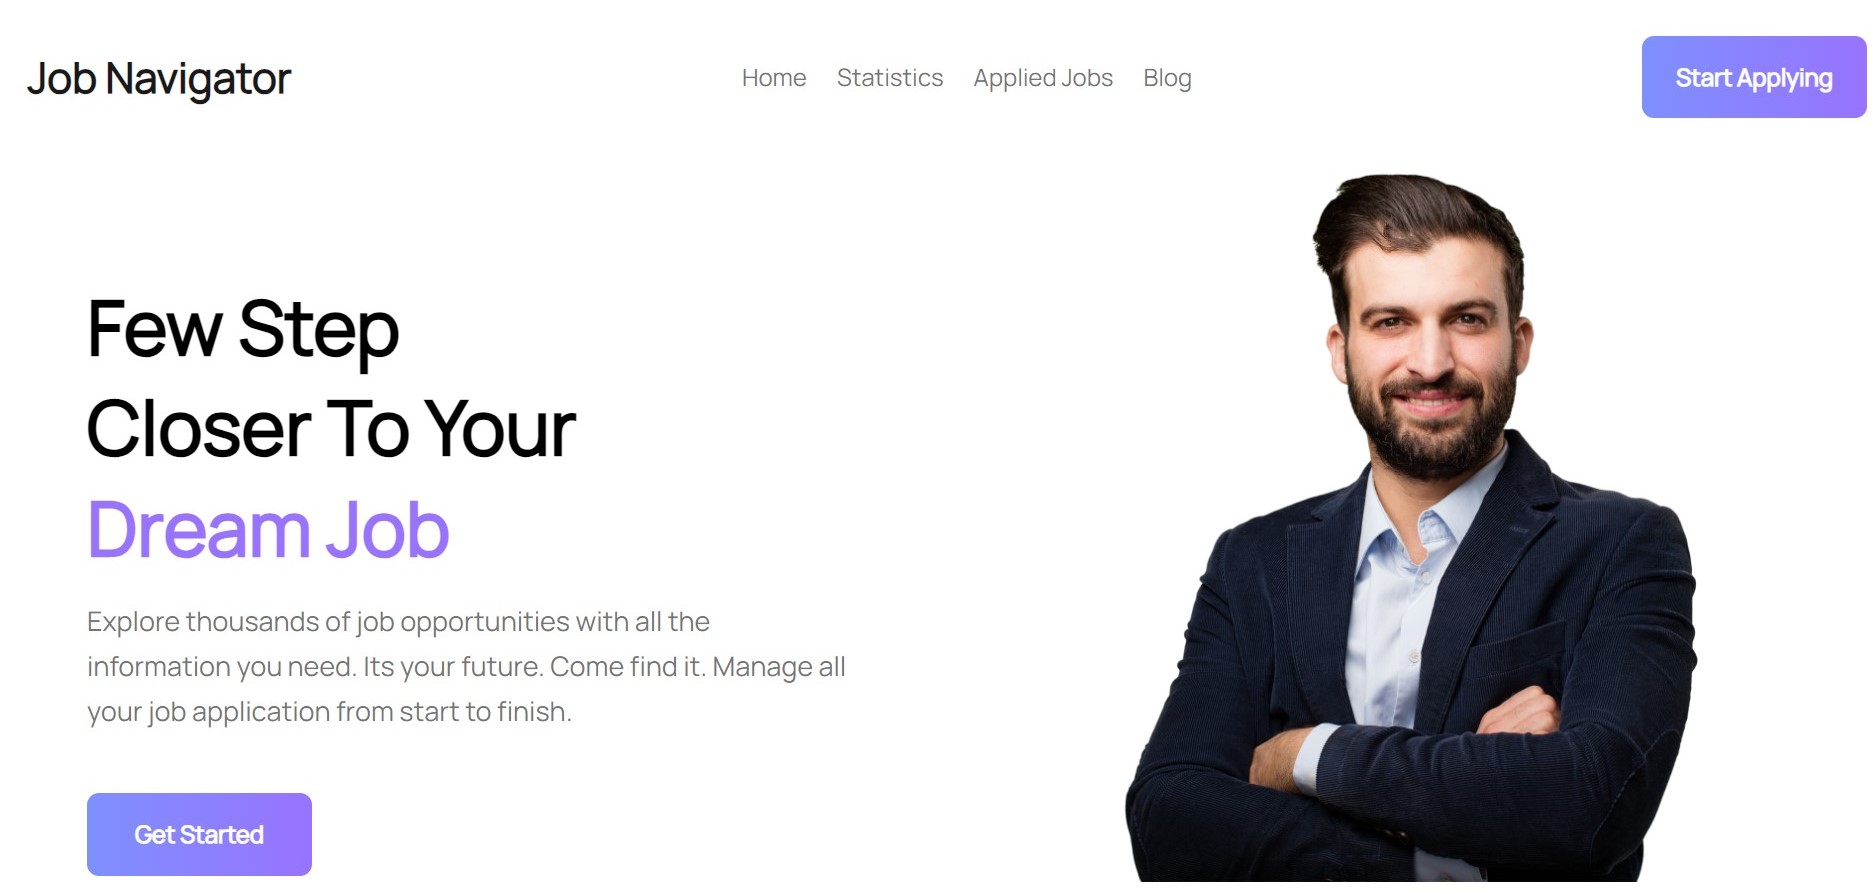 Job Navigator
Home Statistics Applied Jobs Blog
Start Applying
Few Step
Closer To Your
Dream Job
Explore thousands of job opportunities with all the
information you need. Its your future. Come find it. Manage all
your job application from start to finish.
Get Started